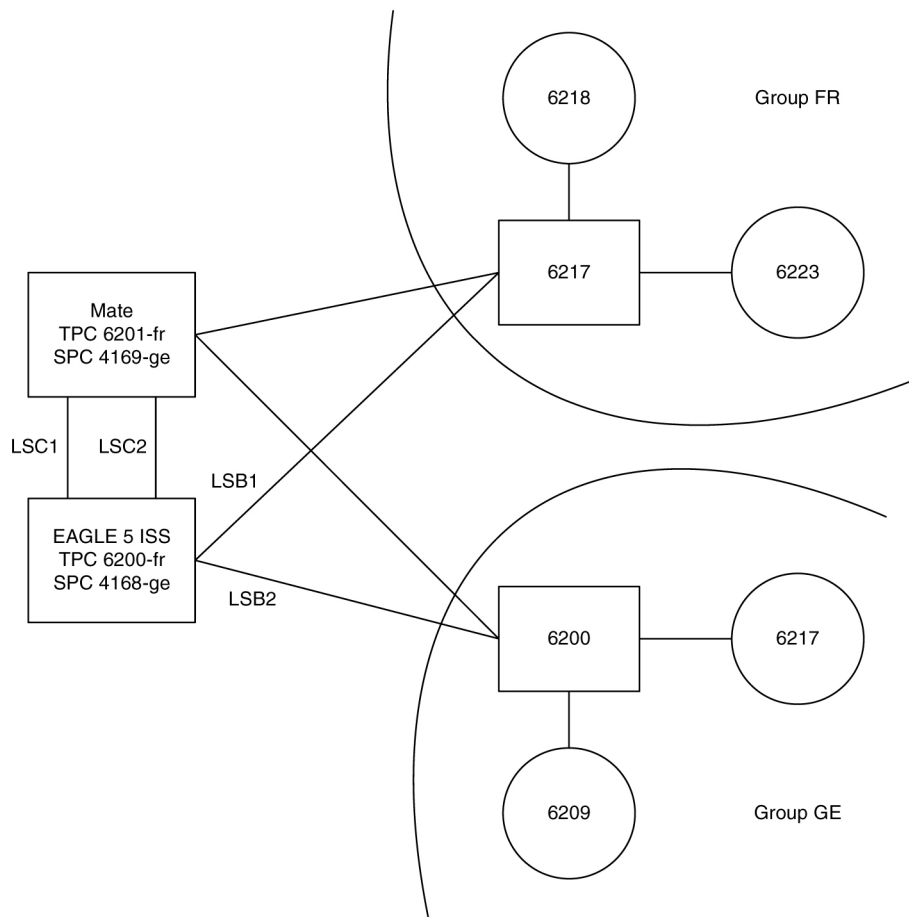 6218
Group FR
6217
6223
Mate
TPC 6201-fr
SPC 4169-ge
LSC1
LSC2
LSB1
EAGLE 5 ISS
TPC 6200-fr
SPC 4168-ge
LSB2
6200
6217
6209
Group GE